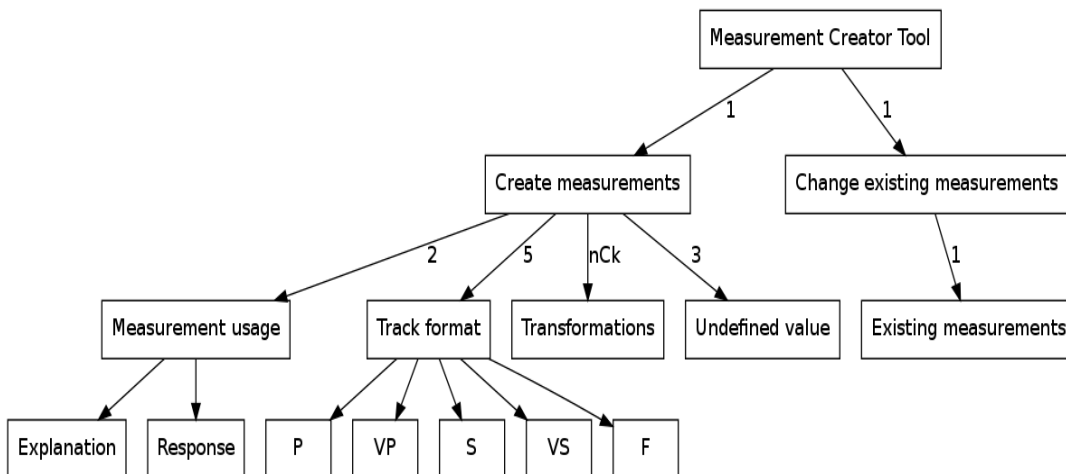 Measurement Creator Tool
1
1
Create measurements
Change existing measurements
2
5
nCk
3
1
Measurement usage
Track format
Transformations
Undefined value
Existing measurements
Explanation
Response
P
VP
S
VS
F